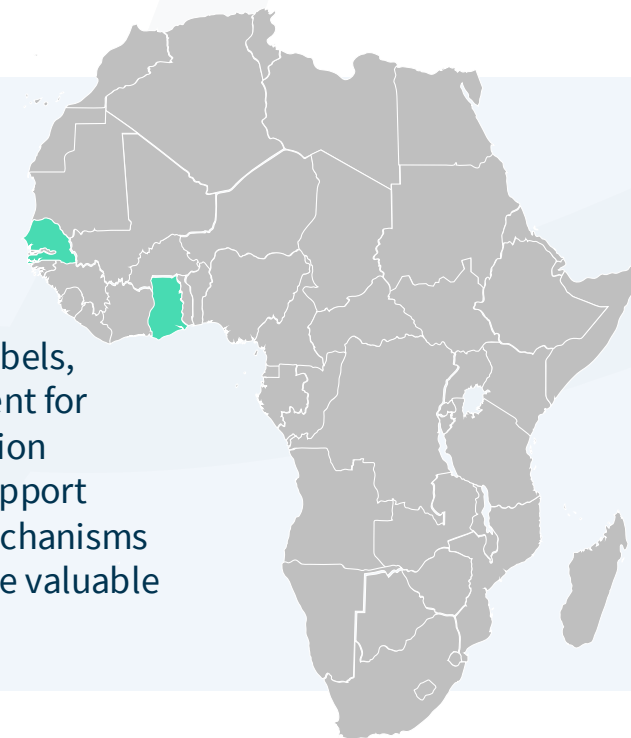 bels,
ent for
ion
pport
chanisms
e valuable